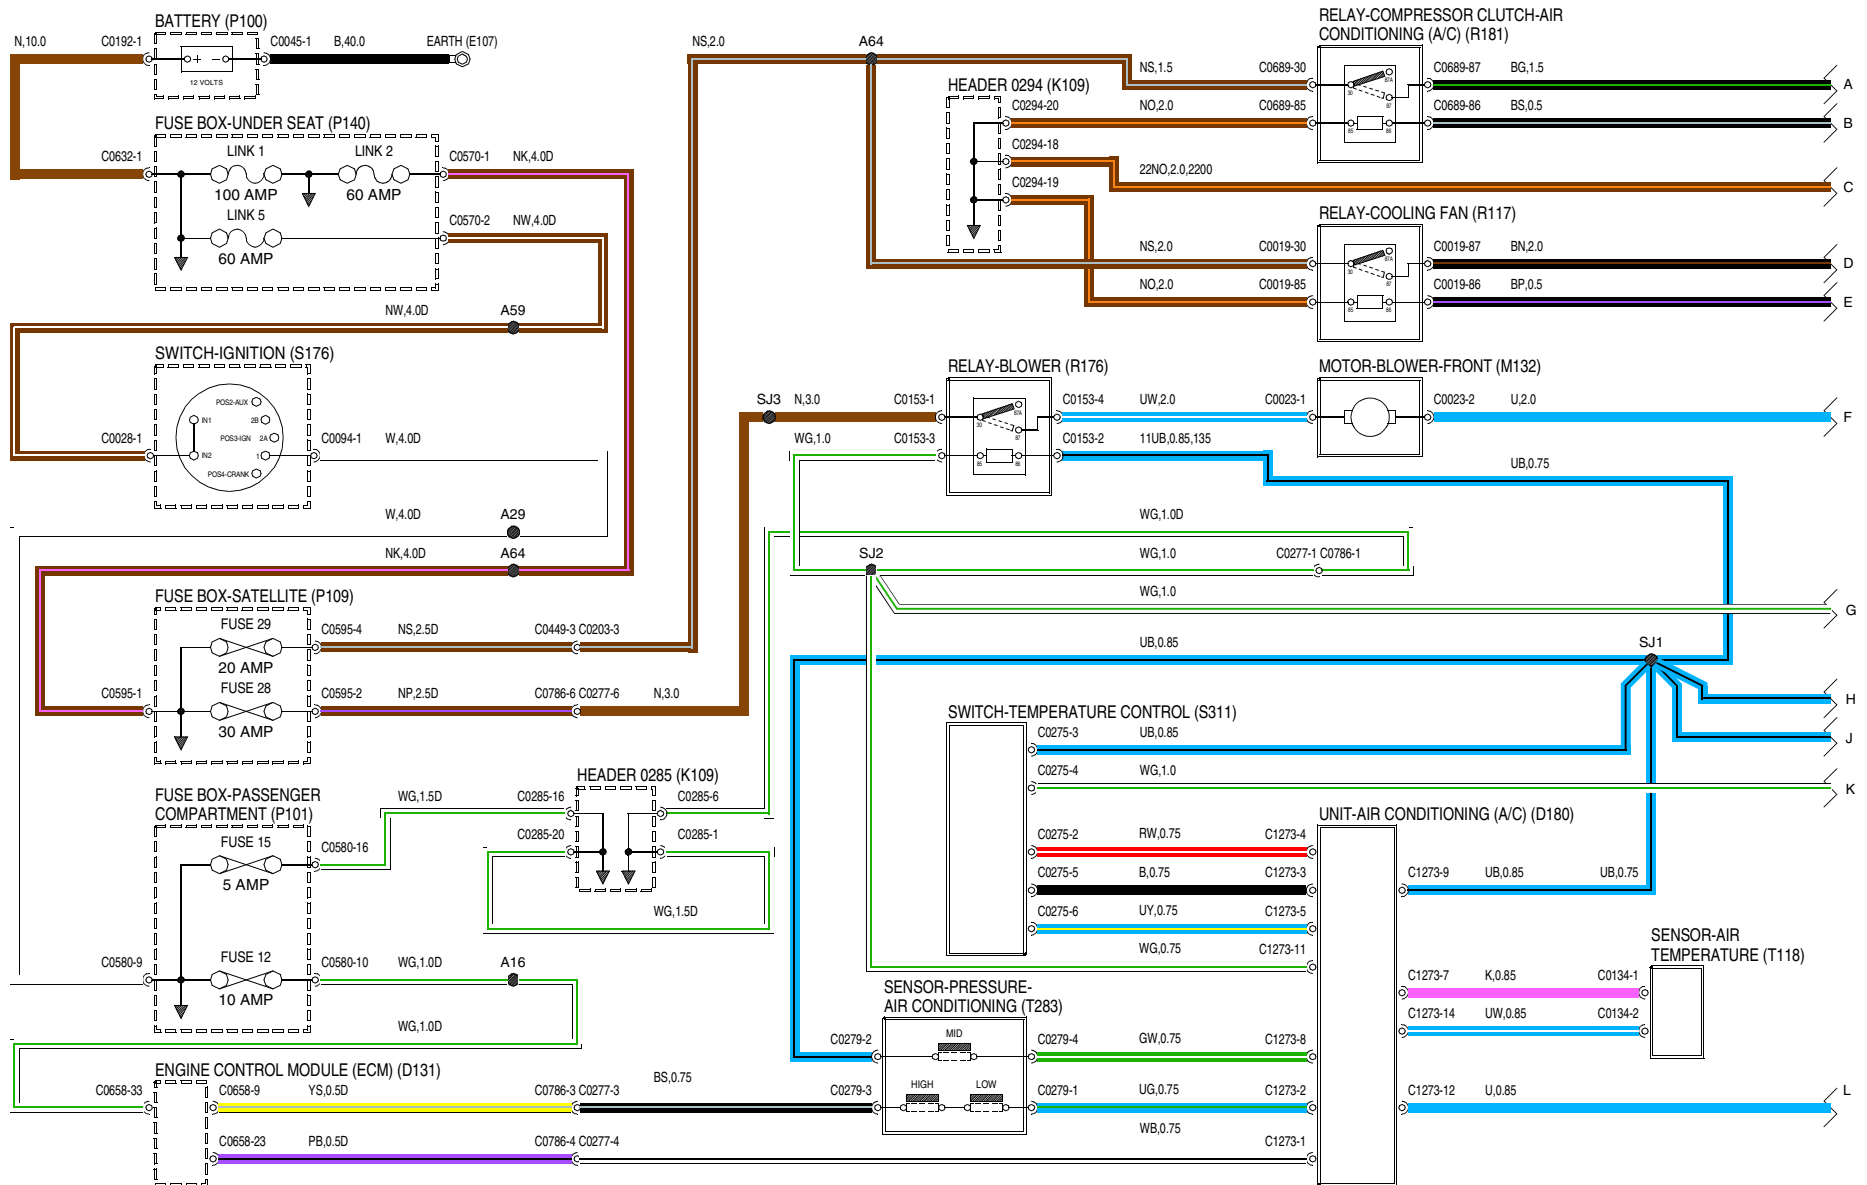 BATTERY (P100)
N,10.0
C0192-1
C0045-1
B,40.0
EARTH (E107)
+ −
12 VOLTS
FUSE BOX-UNDER SEAT (P140)
C0632-1
LINK 1
100 AMP
LINK 2
60 AMP
C0570-1
NK,4.0D
LINK 5
60 AMP
C0570-2
NW,4.0D
NW,4.0D
A59
SWITCH-IGNITION (S176)
POS2-AUX
IN1
2B
POS3-IGN
2A
IN2
1
POS4-CRANK
C0028-1
C0094-1
W,4.0D
W,4.0D
A29
NK,4.0D
A64
FUSE BOX-SATELLITE (P109)
FUSE 29
20 AMP
C0595-4
NS,2.5D
C0449-3 C0203-3
C0595-1
FUSE 28
30 AMP
C0595-2
NP,2.5D
C0786-6 C0277-6
N,3.0
FUSE BOX-PASSENGER
COMPARTMENT (P101)
FUSE 15
5 AMP
C0580-16
WG,1.5D
HEADER 0285 (K109)
C0285-16
C0285-6
C0285-20
C0285-1
WG,1.5D
C0580-9
FUSE 12
10 AMP
C0580-10
WG,1.0D
A16
WG,1.0D
ENGINE CONTROL MODULE (ECM) (D131)
C0658-33
C0658-9
YS,0.5D
C0786-3 C0277-3
BS,0.75
C0279-3
C0658-23
PB,0.5D
C0786-4 C0277-4
NS,2.0
A64
RELAY-COMPRESSOR CLUTCH-AIR
CONDITIONING (A/C) (R181)
NS,1.5
C0689-30
30
87A
87
85
86
C0689-87
BG,1.5
A
HEADER 0294 (K109)
C0294-20
NO,2.0
C0689-85
C0689-86
BS,0.5
B
C0294-18
22NO,2.0,2200
C
C0294-19
RELAY-COOLING FAN (R117)
NS,2.0
C0019-30
30
87A
87
85
86
C0019-87
BN,2.0
D
NO,2.0
C0019-85
C0019-86
BP,0.5
E
RELAY-BLOWER (R176)
SJ3
N,3.0
C0153-1
30
87A
87
85
86
C0153-4
UW,2.0
MOTOR-BLOWER-FRONT (M132)
C0023-1
C0023-2
U,2.0
F
WG,1.0
C0153-3
C0153-2
11UB,0.85,135
UB,0.75
WG,1.0D
SJ2
WG,1.0
C0277-1 C0786-1
WG,1.0
G
UB,0.85
SJ1
H
J
SWITCH-TEMPERATURE CONTROL (S311)
C0275-3
UB,0.85
C0275-4
WG,1.0
K
UNIT-AIR CONDITIONING (A/C) (D180)
C0275-2
RW,0.75
C1273-4
C0275-5
B,0.75
C1273-3
C1273-9
UB,0.85
UB,0.75
C0275-6
UY,0.75
C1273-5
WG,0.75
C1273-11
SENSOR-AIR
TEMPERATURE (T118)
C1273-7
K,0.85
C0134-1
C1273-14
UW,0.85
C0134-2
SENSOR-PRESSURE-
AIR CONDITIONING (T283)
C0279-2
MID
C0279-4
GW,0.75
C1273-8
HIGH
LOW
C0279-1
UG,0.75
C1273-2
C1273-12
U,0.85
L
WB,0.75
C1273-1